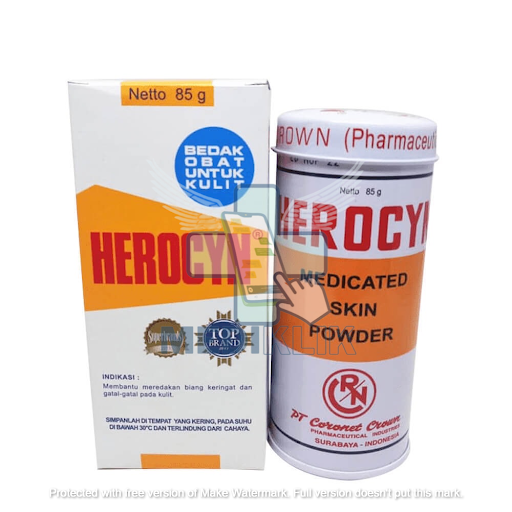 Netto 85 g
BEDAK
OBAT
UNTUK
KULIT
HEROCYN®
Superbrands
TOP
BRAND
INDIKASI :
Membantu meredakan biang keringat dan
gatal-gatal pada kulit.
SIMPANLAH DI TEMPAT YANG KERING, PADA SUHU
DI BAWAH 30°C DAN TERLINDUNG DARI CAHAYA.
CROWN (Pharmaceut
Netto 85 g
HEROCYN
MEDICATED
SKIN
POWDER
CRN
PT Coronet Crown
PHARMACEUTICAL INDUSTRIES
SURABAYA - INDONESIA
Protected with free version of Make Watermark. Full version doesn't put this mark.